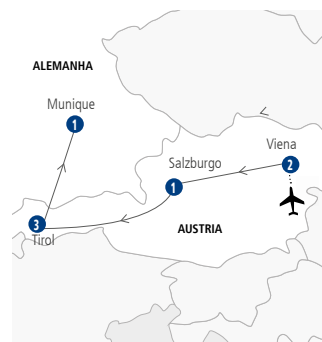 ALEMANHA
Munique
1
Viena
2
Salzburgo
1
3
Tirol
AUSTRIA